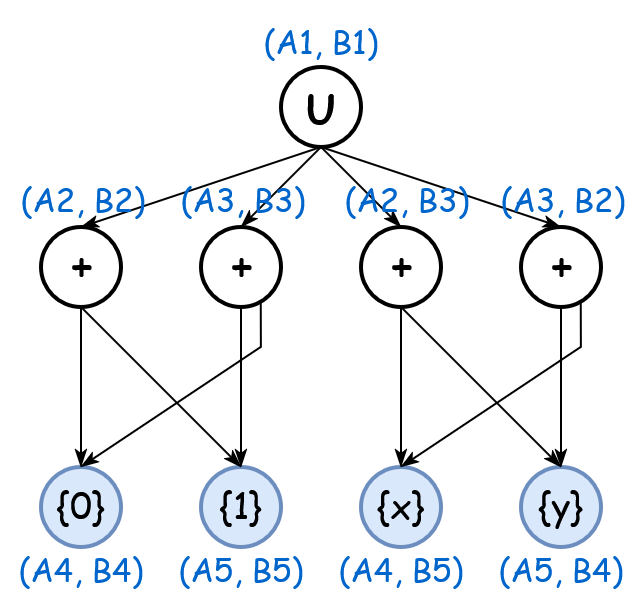 (A1, B1)
U
(A2, B2) (A3, B3) (A2, B3) (A3, B2)
+ + + +
{0} {1} {x} {y}
(A4, B4) (A5, B5) (A4, B5) (A5, B4)